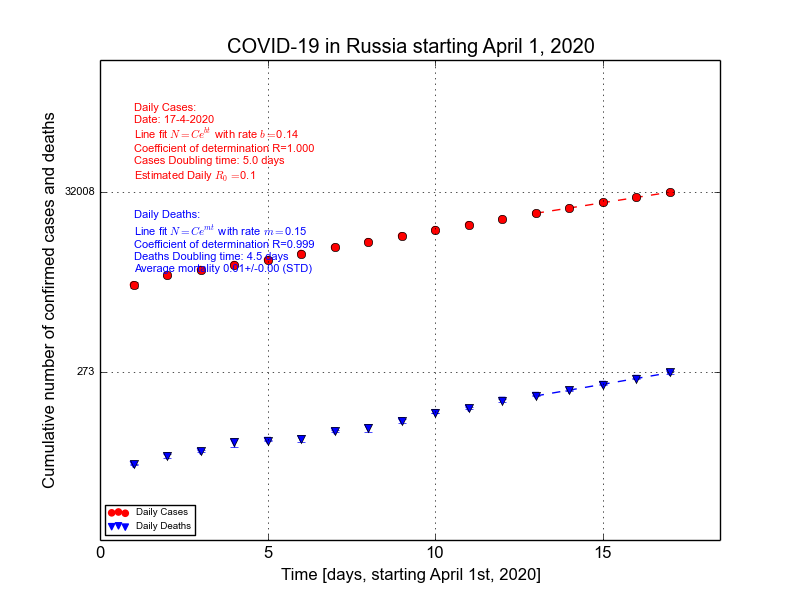 COVID-19 in Russia starting April 1, 2020
Cumulative number of confirmed cases and deaths
Daily Cases:
Date: 17-4-2020
Line fit N = Ce^{bt} with rate b =0.14
Coefficient of determination R=1.000
Cases Doubling time: 5.0 days
Estimated Daily R_0 =0.1
32008
Daily Deaths:
Line fit N = Ce^{mt} with rate m =0.15
Coefficient of determination R=0.999
Deaths Doubling time: 4.5 days
Average mortality 0.01+/-0.00 (STD)
273
Daily Cases
Daily Deaths
0 5 10 15
Time [days, starting April 1st, 2020]